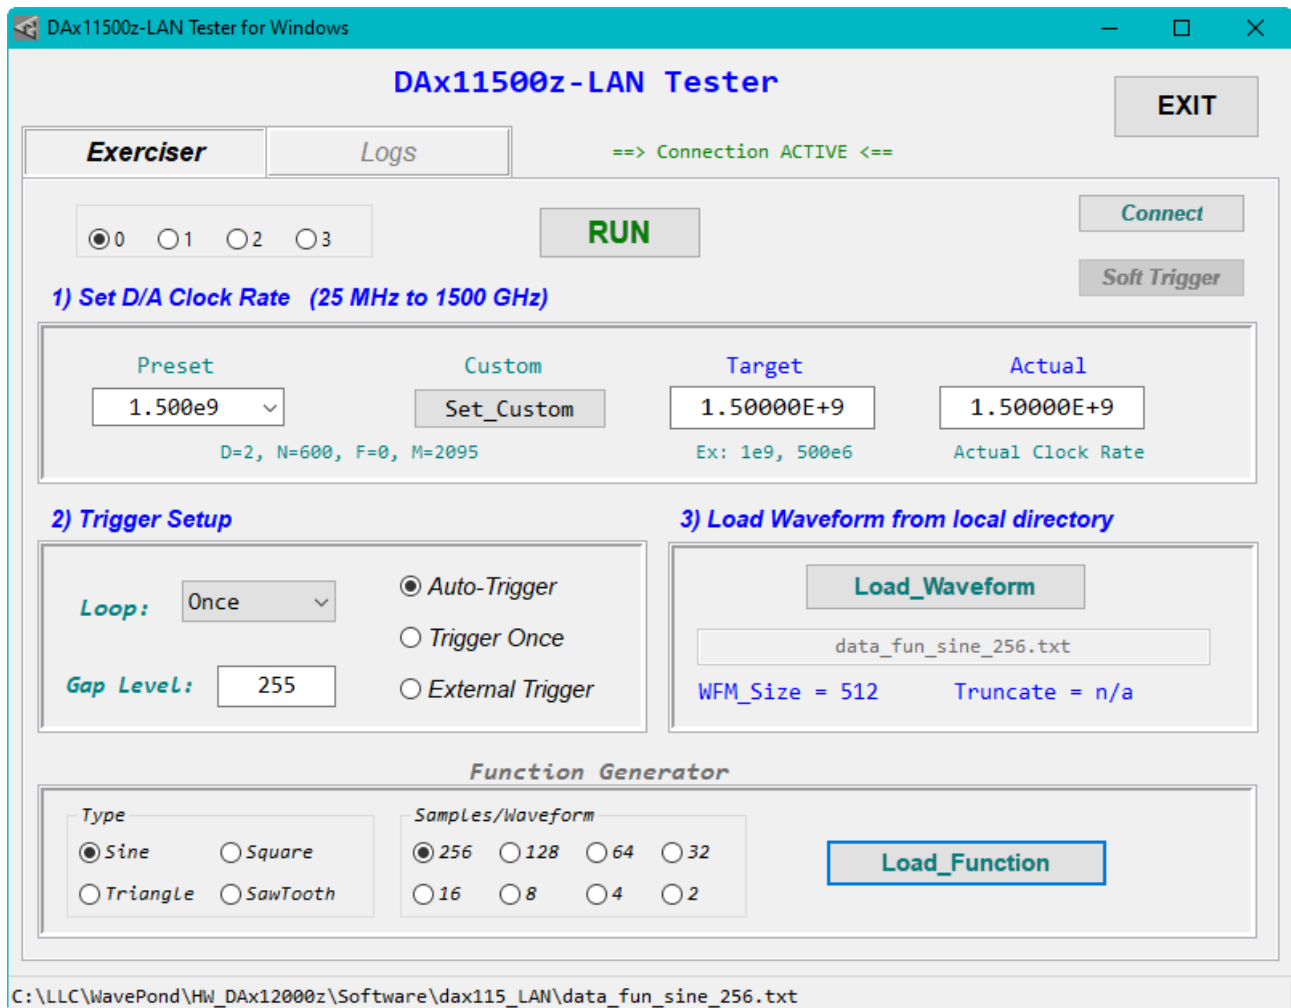 DAx11500z-LAN Tester for Windows
DAx11500z-LAN Tester
EXIT
Exerciser Logs ==> Connection ACTIVE <==
0 1 2 3 RUN Connect
Soft Trigger
1) Set D/A Clock Rate (25 MHz to 1500 GHz)
Preset Custom Target Actual
1.500e9 Set_Custom 1.50000E+9 1.50000E+9
D=2, N=600, F=0, M=2095 Ex: 1e9, 500e6 Actual Clock Rate
2) Trigger Setup
Loop: Once
Gap Level: 255
Auto-Trigger
Trigger Once
External Trigger
3) Load Waveform from local directory
Load_Waveform
data_fun_sine_256.txt
WFM_Size = 512 Truncate = n/a
Function Generator
Type
Sine Square
Triangle SawTooth
Samples/Waveform
256 128 64 32
16 8 4 2
Load_Function
C:\LLC\WavePond\HW_DAx12000z\Software\dax115_LAN\data_fun_sine_256.txt